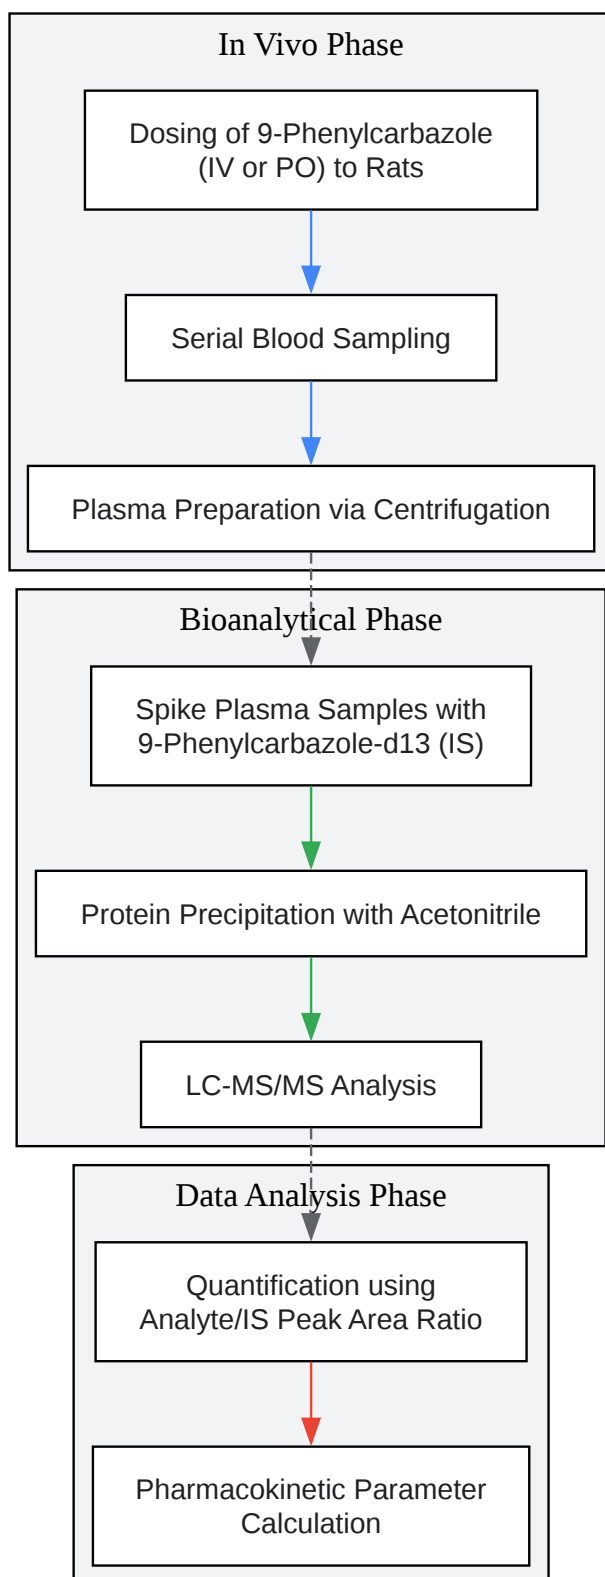 In Vivo Phase
Dosing of 9-Phenylcarbazole
(IV or PO) to Rats
Serial Blood Sampling
Plasma Preparation via Centrifugation
Bioanalytical Phase
Spike Plasma Samples with
9-Phenylcarbazole-d13 (IS)
Protein Precipitation with Acetonitrile
LC-MS/MS Analysis
Data Analysis Phase
Quantification using
Analyte/IS Peak Area Ratio
Pharmacokinetic Parameter
Calculation